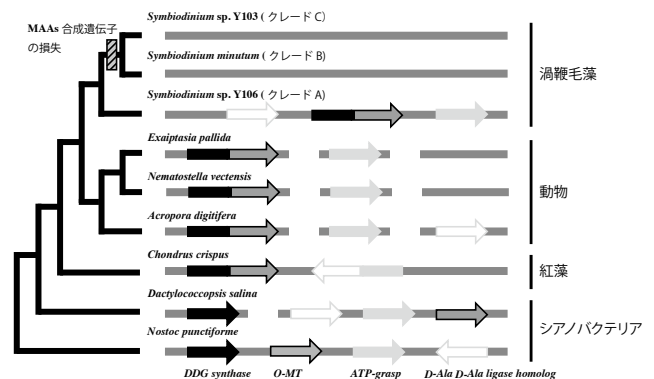 Symbiodinium sp. Y103 ( クレード C)
MAAs 合成遺伝子
の損失
Symbiodinium minutum ( クレード B)
Symbiodinium sp. Y106 ( クレード A)
渦鞭毛藻
Exaiptasia pallida
Nematostella vectensis
動物
Acropora digitifera
Chondrus crispus
紅藻
Dactylococcopsis salina
シアノバクテリア
Nostoc punctiforme
DDG synthase O-MT ATP-grasp D-Ala D-Ala ligase homolog